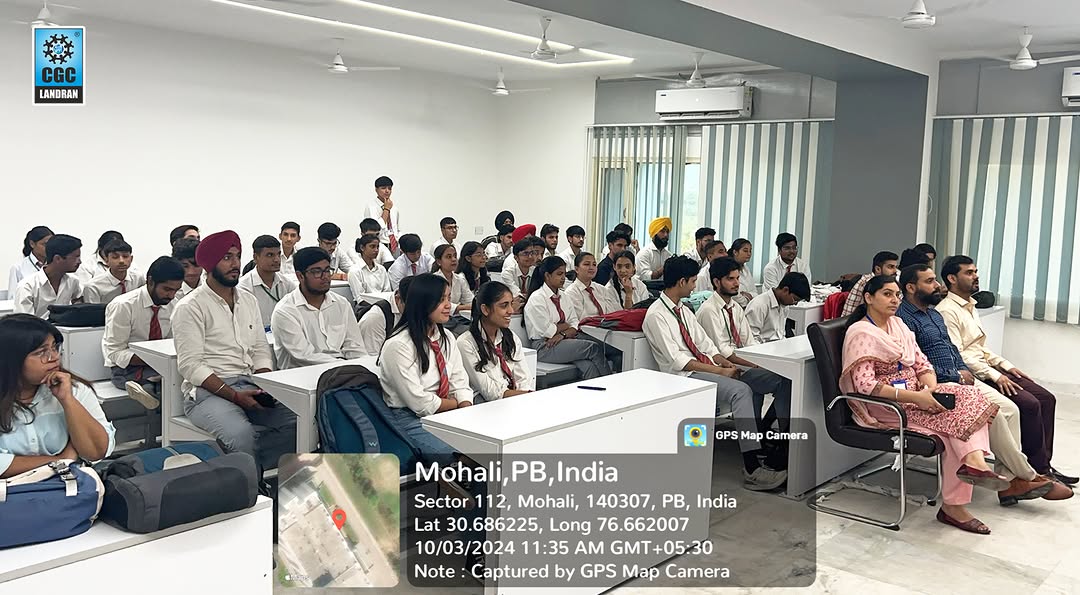 CGC
LANDRAN
GPS Map Camera
Mohali,PB,India
Sector 112, Mohali, 140307, PB, India
Lat 30.686225, Long 76.662007
10/03/2024 11:35 AM GMT+05:30
Note : Captured by GPS Map Camera
Maps